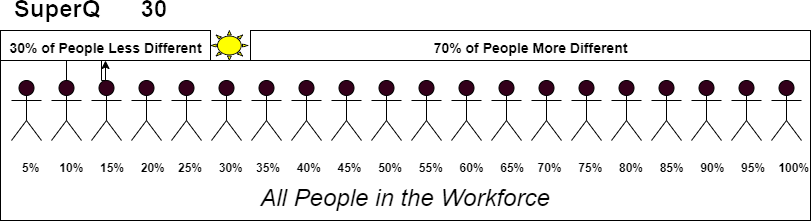 SuperQ 30
30% of People Less Different 70% of People More Different
5% 10% 15% 20% 25% 30% 35% 40% 45% 50% 55% 60% 65% 70% 75% 80% 85% 90% 95% 100%
All People in the Workforce